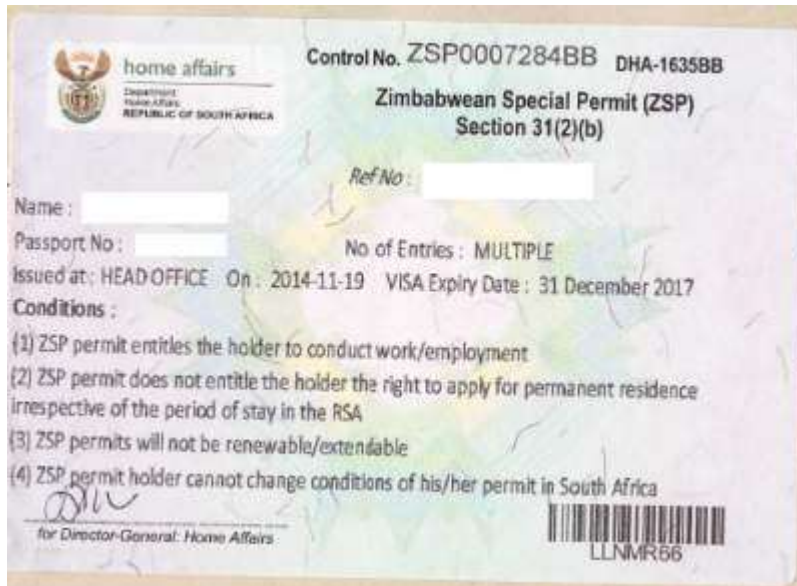 home affairs
Department:
Home Affairs
REPUBLIC OF SOUTH AFRICA
Control No. ZSP0007284BB DHA-1635BB
Zimbabwean Special Permit (ZSP)
Section 31(2)(b)
Ref No :
Name :
Passport No : No of Entries : MULTIPLE
Issued at : HEAD OFFICE On : 2014-11-19 VISA Expiry Date : 31 December 2017
Conditions :
(1) ZSP permit entitles the holder to conduct work/employment
(2) ZSP permit does not entitle the holder the right to apply for permanent residence
irrespective of the period of stay in the RSA
(3) ZSP permits will not be renewable/extendable
(4) ZSP permit holder cannot change conditions of his/her permit in South Africa
for Director-General: Home Affairs
LLNMR66